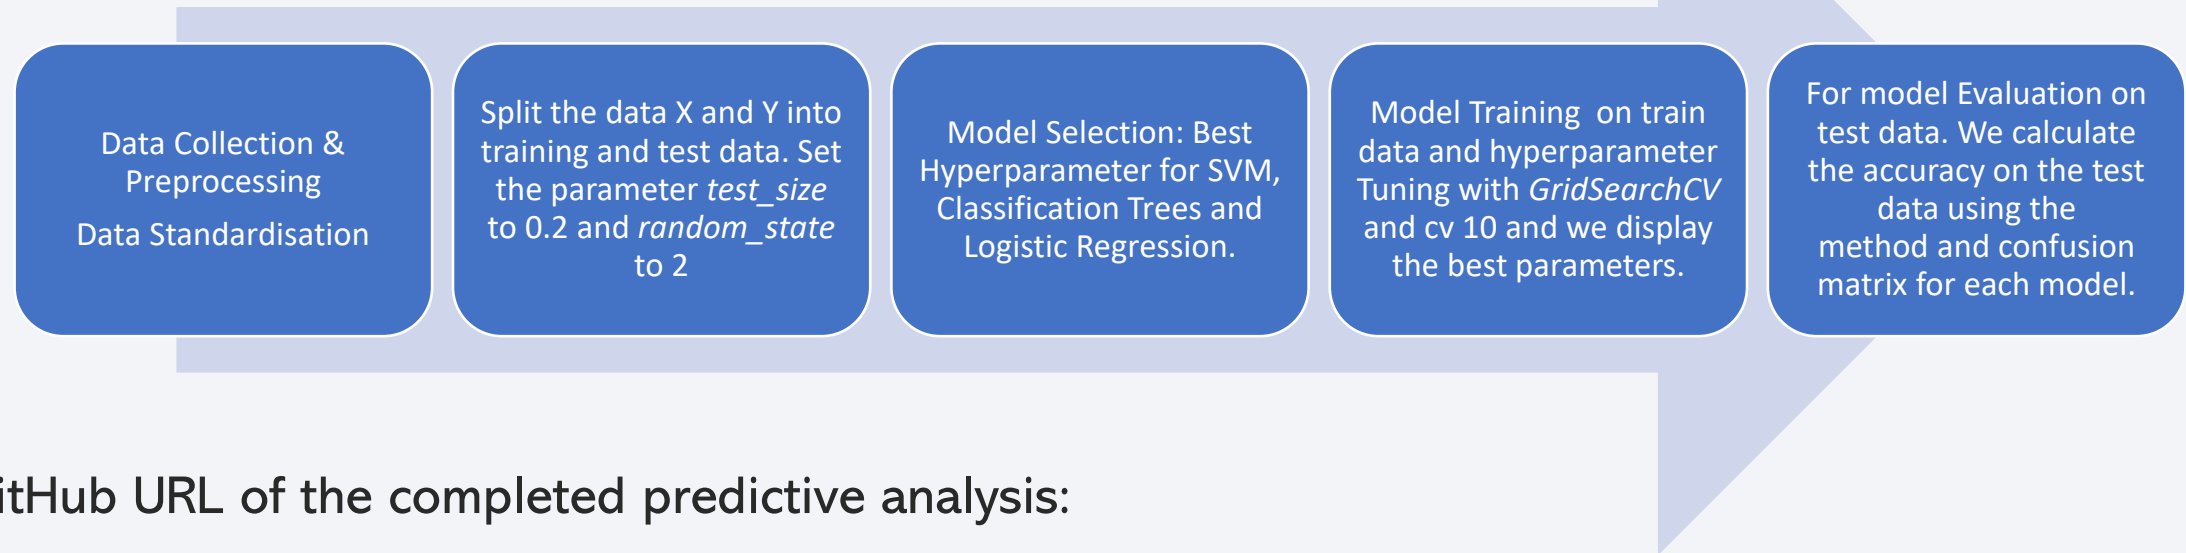 Data Collection &
Preprocessing
Data Standardisation
Split the data X and Y into
training and test data. Set
the parameter test_size
to 0.2 and random_state
to 2
Model Selection: Best
Hyperparameter for SVM,
Classification Trees and
Logistic Regression.
Model Training on train
data and hyperparameter
Tuning with GridSearchCV
and cv 10 and we display
the best parameters.
For model Evaluation on
test data. We calculate
the accuracy on the test
data using the
method and confusion
matrix for each model.
itHub URL of the completed predictive analysis: